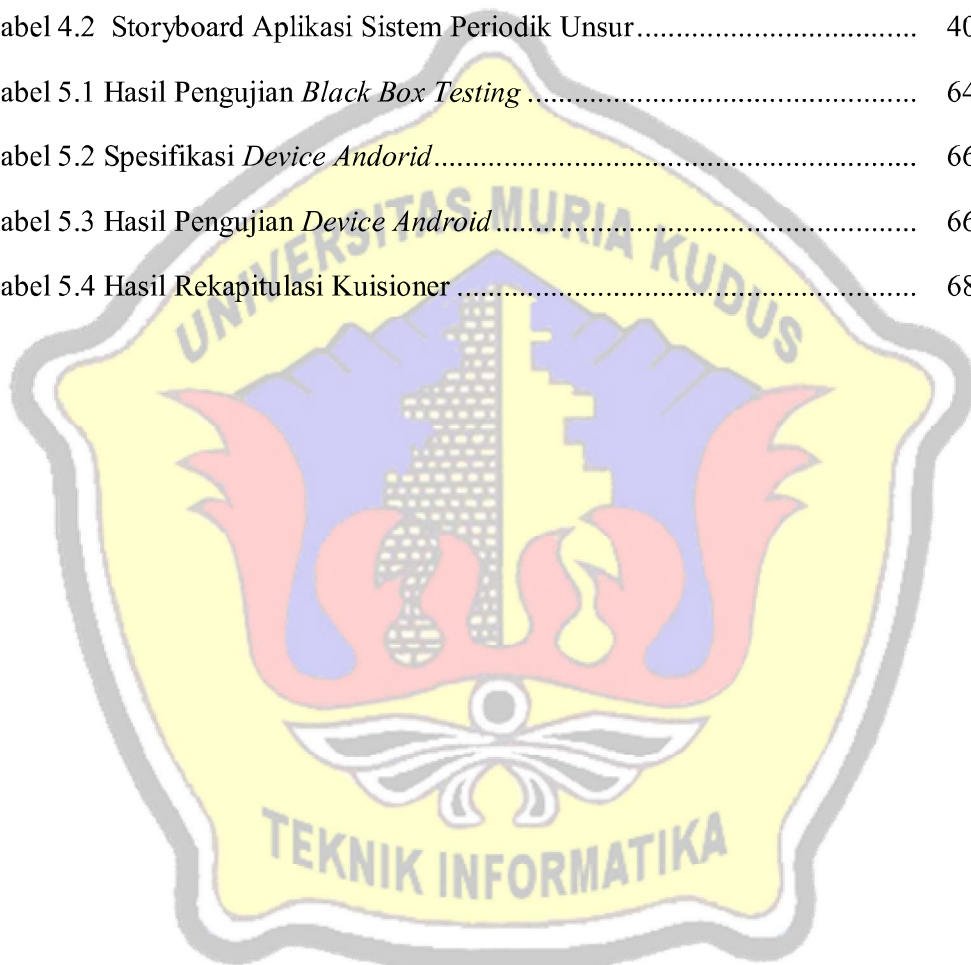 abel 4.2 Storyboard Aplikasi Sistem Periodik Unsur.................................. 40
abel 5.1 Hasil Pengujian Black Box Testing .................................................. 64
abel 5.2 Spesifikasi Device Andorid.............................................................. 66
abel 5.3 Hasil Pengujian Device Android ...................................................... 66
abel 5.4 Hasil Rekapitulasi Kuisioner ........................................................... 68
UNIVERSITAS MURIA KUDUS
TEKNIK INFORMATIKA